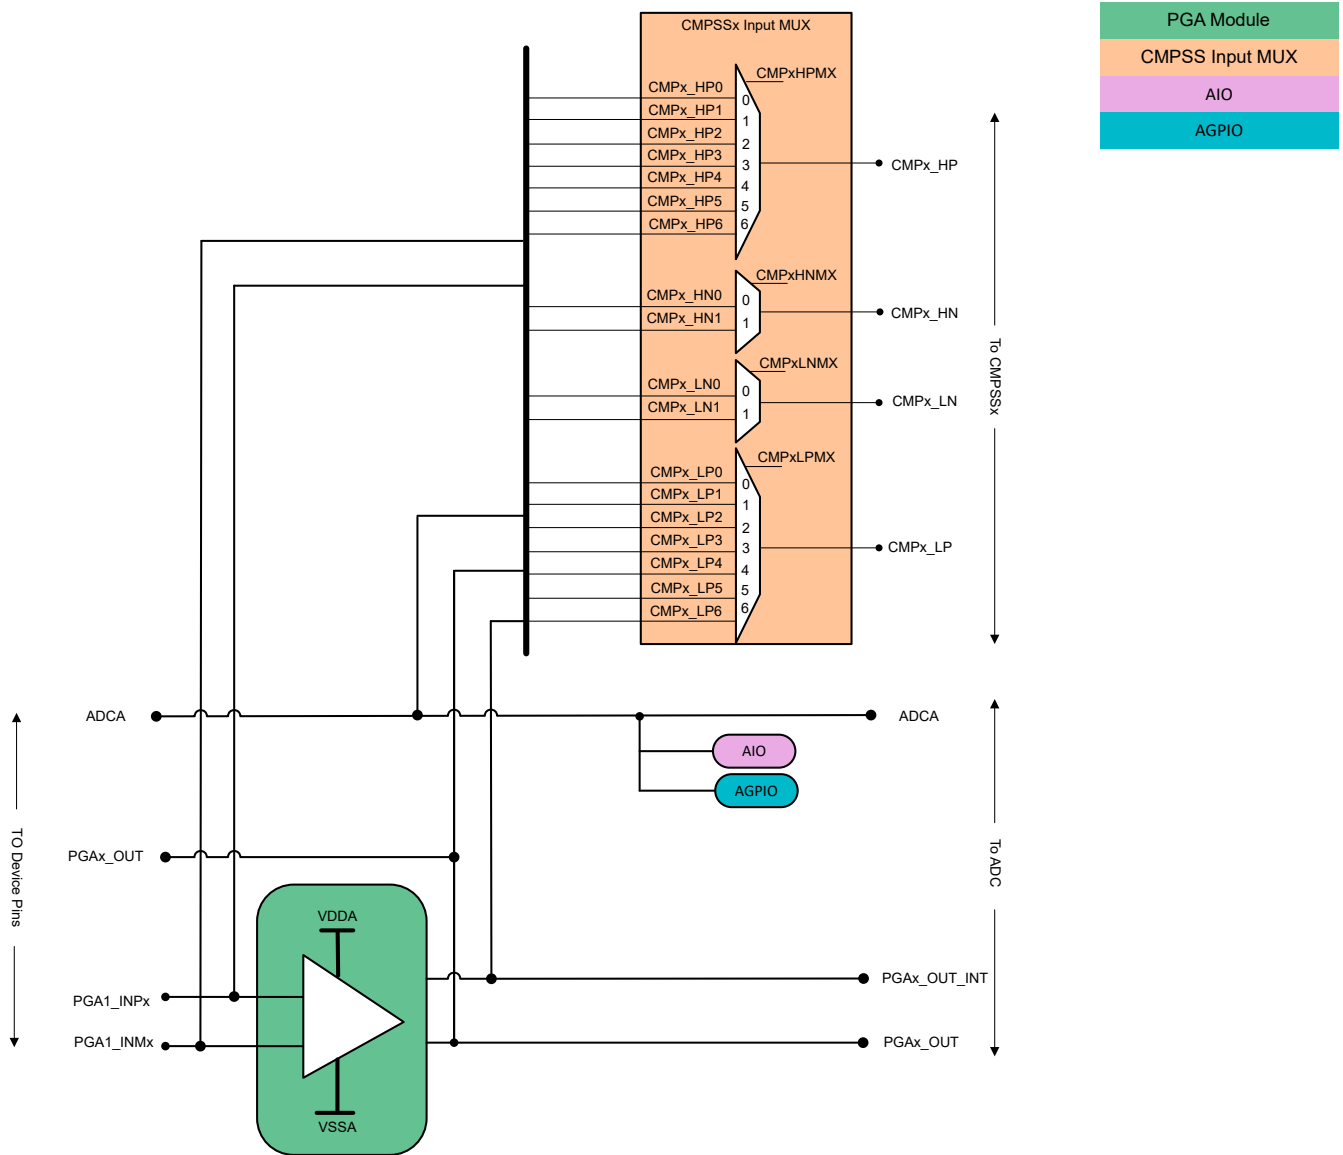 PGA Module
CMPSS Input MUX
AIO
AGPIO
CMPSSx Input MUX
CMPxHPMX
CMPx_HP0
0
CMPx_HP1
1
CMPx_HP2
2
CMPx_HP3
3
CMPx_HP4
4
CMPx_HP5
5
CMPx_HP6
6
CMPx_HP
CMPxHNMX
CMPx_HN0
0
CMPx_HN1
1
CMPx_HN
CMPxLNMX
CMPx_LN0
0
CMPx_LN1
1
CMPx_LN
CMPxLPMX
CMPx_LP0
0
CMPx_LP1
1
CMPx_LP2
2
CMPx_LP3
3
CMPx_LP4
4
CMPx_LP5
5
CMPx_LP6
6
CMPx_LP
To CMPSSx
ADCA
ADCA
AIO
AGPIO
TO Device Pins
To ADC
PGAx_OUT
VDDA
PGA1_INPx
PGA1_INMx
VSSA
PGAx_OUT_INT
PGAx_OUT